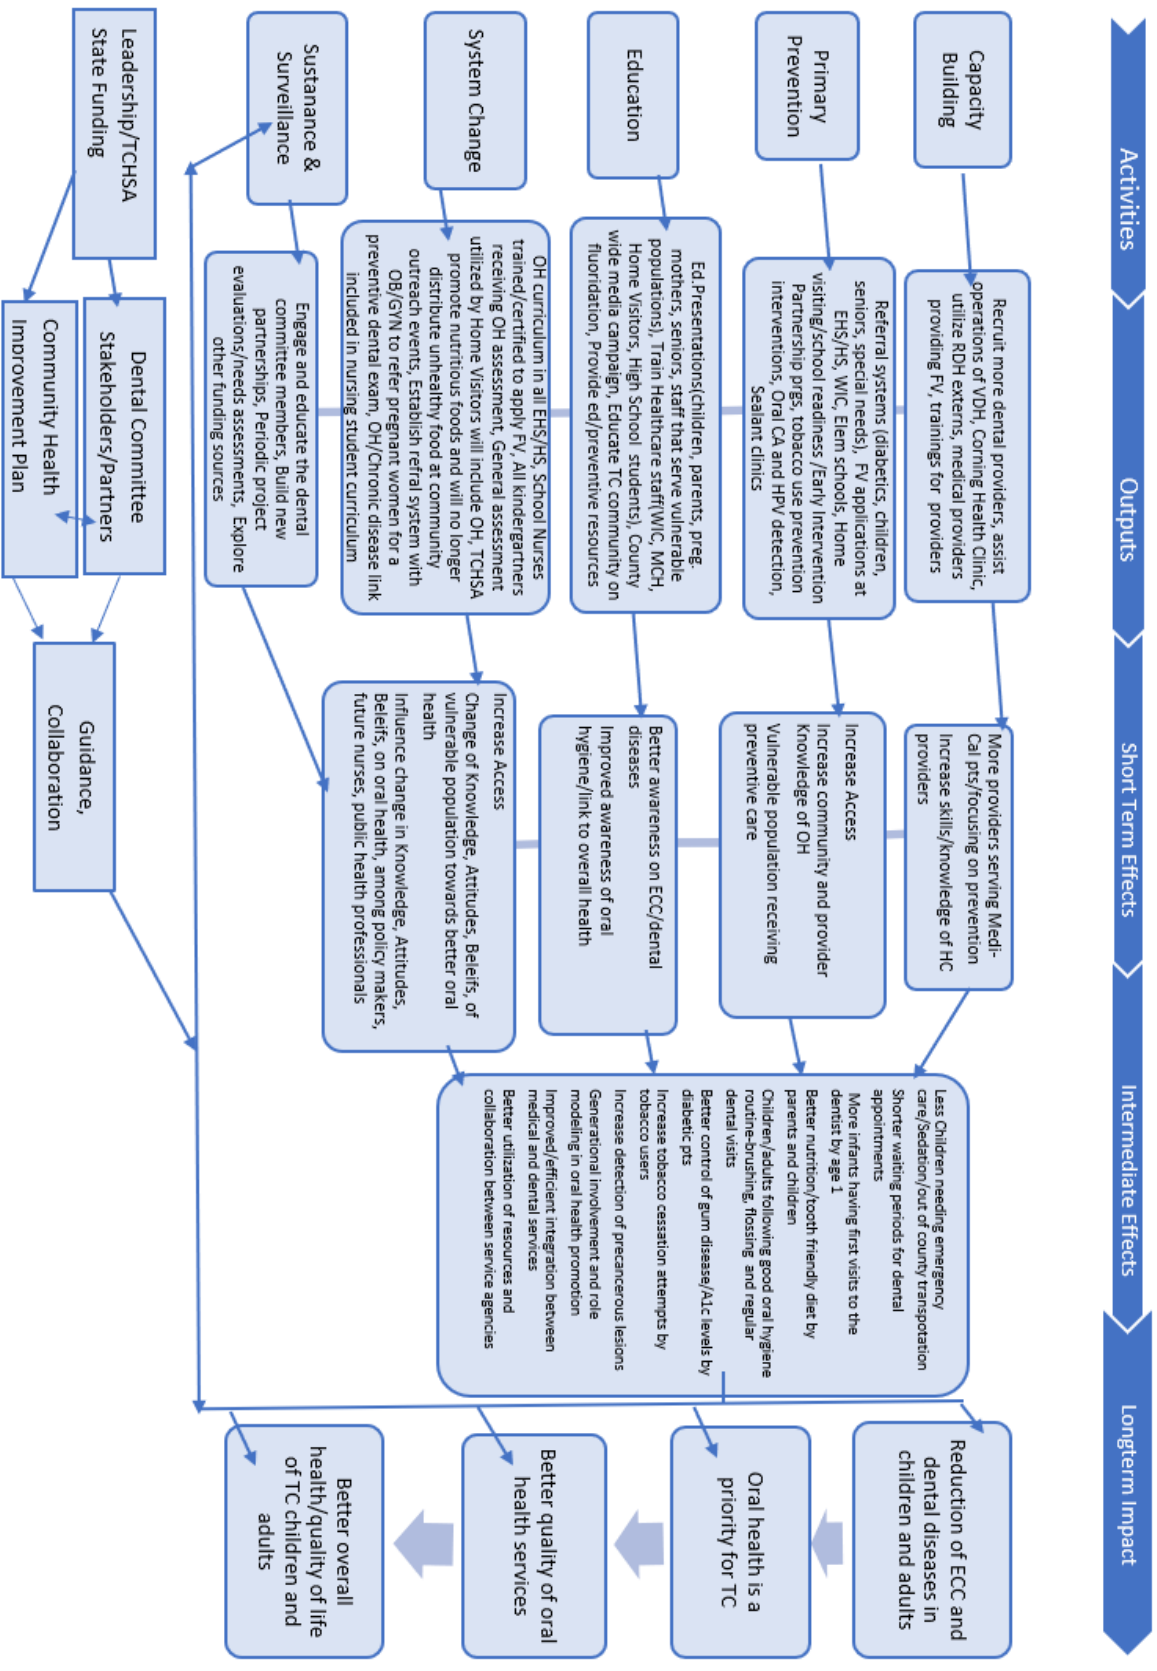 Activities
Outputs
Short Term Effects
Intermediate Effects
Longterm Impact
Capacity
Building
Recruit more dental providers, assist
operations of VDH, Corning Health Clinic,
utilize RDH externs, medical providers
providing FV, trainings for providers
More providers serving Medi-
Cal pts/focusing on prevention
Increase skills/knowledge of HC
providers
Primary
Prevention
Referral systems (diabetics, children,
seniors, special needs), FV applications at
EHS/HS, WIC, Elem schools, Home
visiting/school readiness /Early Intervention
Partnership prgs, tobacco use prevention
interventions, Oral CA and HPV detection,
Sealant clinics
Increase Access
Increase community and provider
Knowledge of OH
Vulnerable population receiving
preventive care
Education
Ed.Presentations(children, parents, preg.
mothers, seniors, staff that serve vulnerable
populations), Train Healthcare staff(WIC, MCH,
Home Visitors, High School students), County
wide media campaign, Educate TC community on
fluoridation, Provide ed/preventive resources
Better awareness on ECC/dental
diseases
Improved awareness of oral
hygiene/link to overall health
System Change
OH curriculum in all EHS/HS, School Nurses
trained/certified to apply FV, All kindergartners
receiving OH assessment, General assessment
utilized by Home Visitors will include OH, TCHSA
promote nutritious foods and will no longer
distribute unhealthy food at community
outreach events, Establish refral system with
OB/GYN to refer pregnant women for a
preventive dental exam, OH/Chronic disease link
included in nursing student curriculum
Increase Access
Change of Knowledge, Attitudes, Beleifs, of
vulnerable population towards better oral
health
Influence change in Knowledge, Attitudes,
Beleifs, on oral health, among policy makers,
future nurses, public health professionals
Sustanance &
Surveillance
Engage and educate the dental
committee members, Build new
partnerships, Periodic project
evaluations/needs assessments, Explore
other funding sources
Less Children needing emergency
care/Sedation/out of county transpotation
Shorter waiting periods for dental
appointments
More infants having first visits to the
dentist by age 1
Better nutrition/tooth friendly diet by
parents and children
Children/adults following good oral hygiene
routine-brushing, flossing and regular
dental visits
Better control of gum disease/A1c levels by
diabetic pts
Increase tobacco cessation attempts by
tobacco users
Increase detection of precancerous lesions
Generational involvement and role
modeling in oral health promotion
Improved/efficient integration between
medical and dental services
Better utilization of resources and
collaboration between service agencies
Reduction of ECC and
dental diseases in
children and adults
Oral health is a
priority for TC
Better quality of oral
health services
Better overall
health/quality of life
of TC children and
adults
Leadership/TCHSA
State Funding
Dental Committee
Stakeholders/Partners
Community Health
Improvement Plan
Guidance,
Collaboration